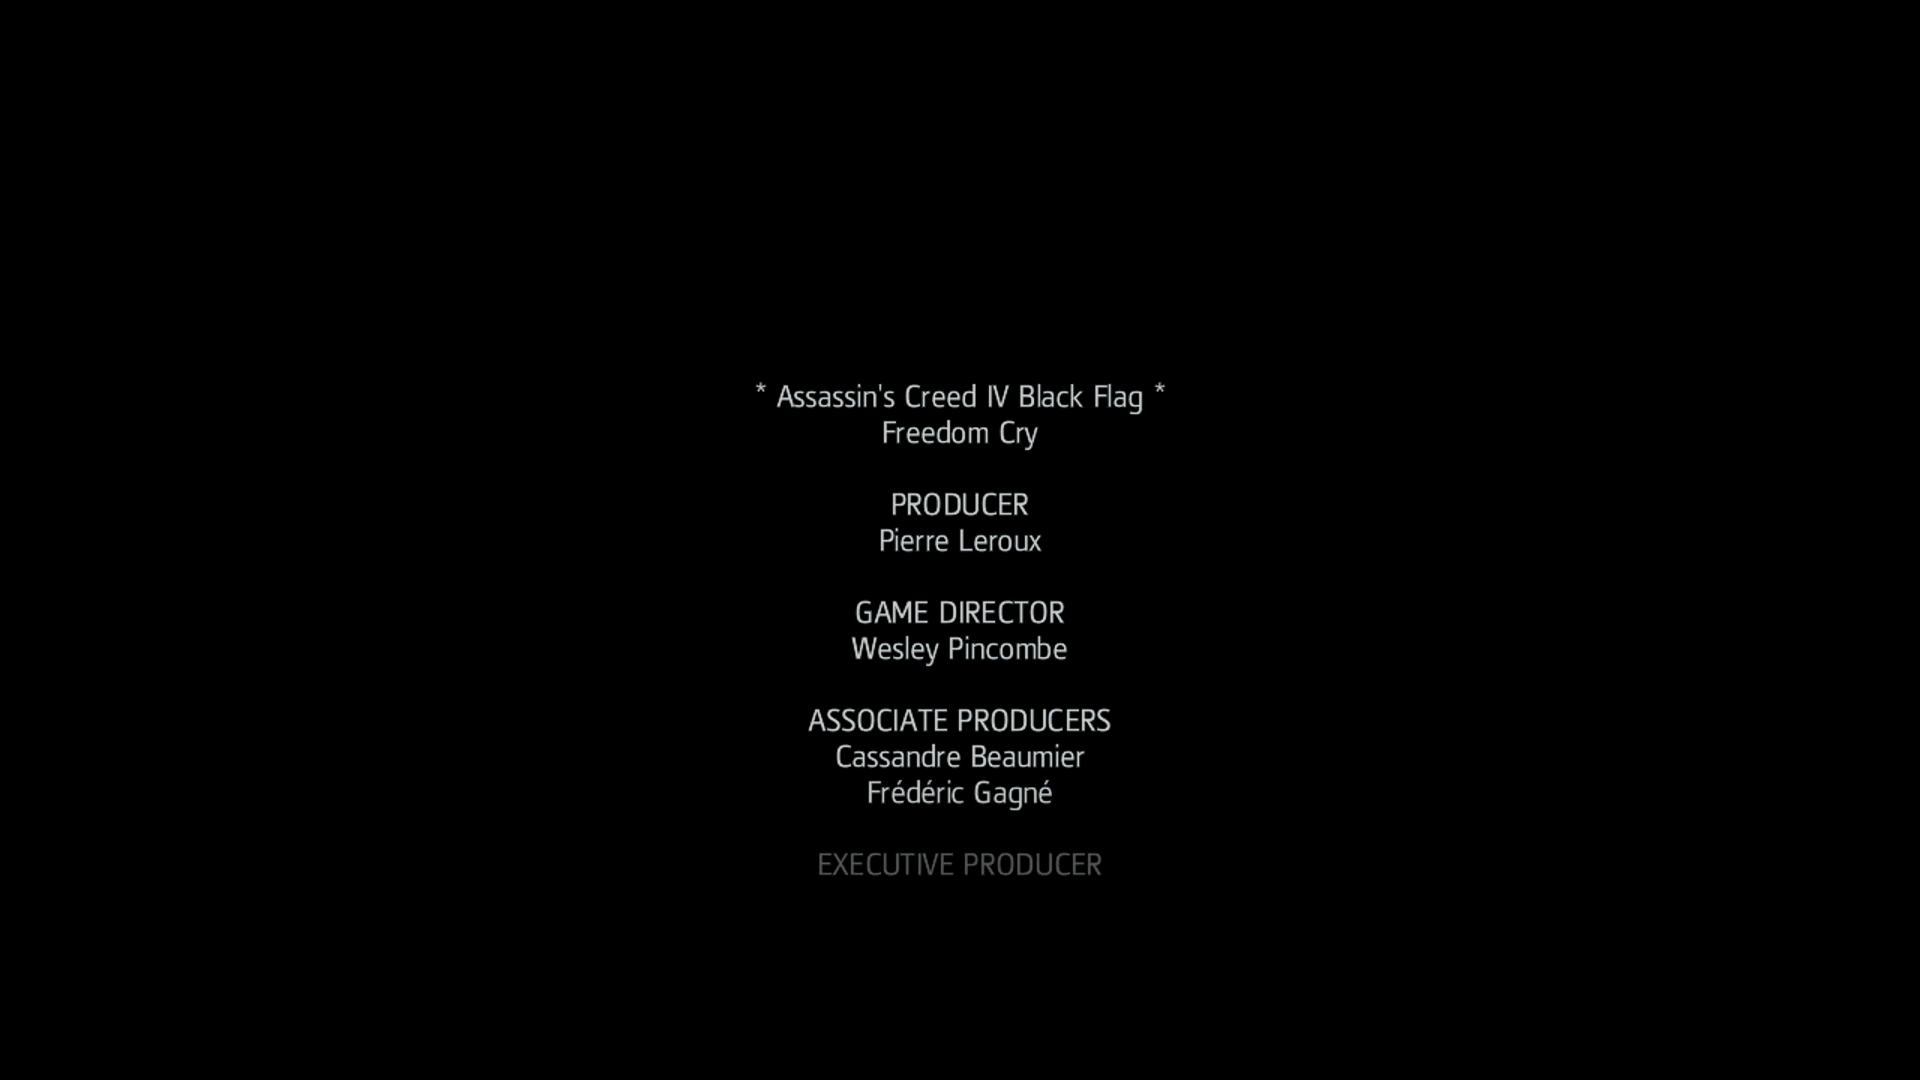 * Assassin's Creed IV Black Flag *
Freedom Cry
PRODUCER
Pierre Leroux
GAME DIRECTOR
Wesley Pincombe
ASSOCIATE PRODUCERS
Cassandre Beaumier
Frédéric Gagné
EXECUTIVE PRODUCER